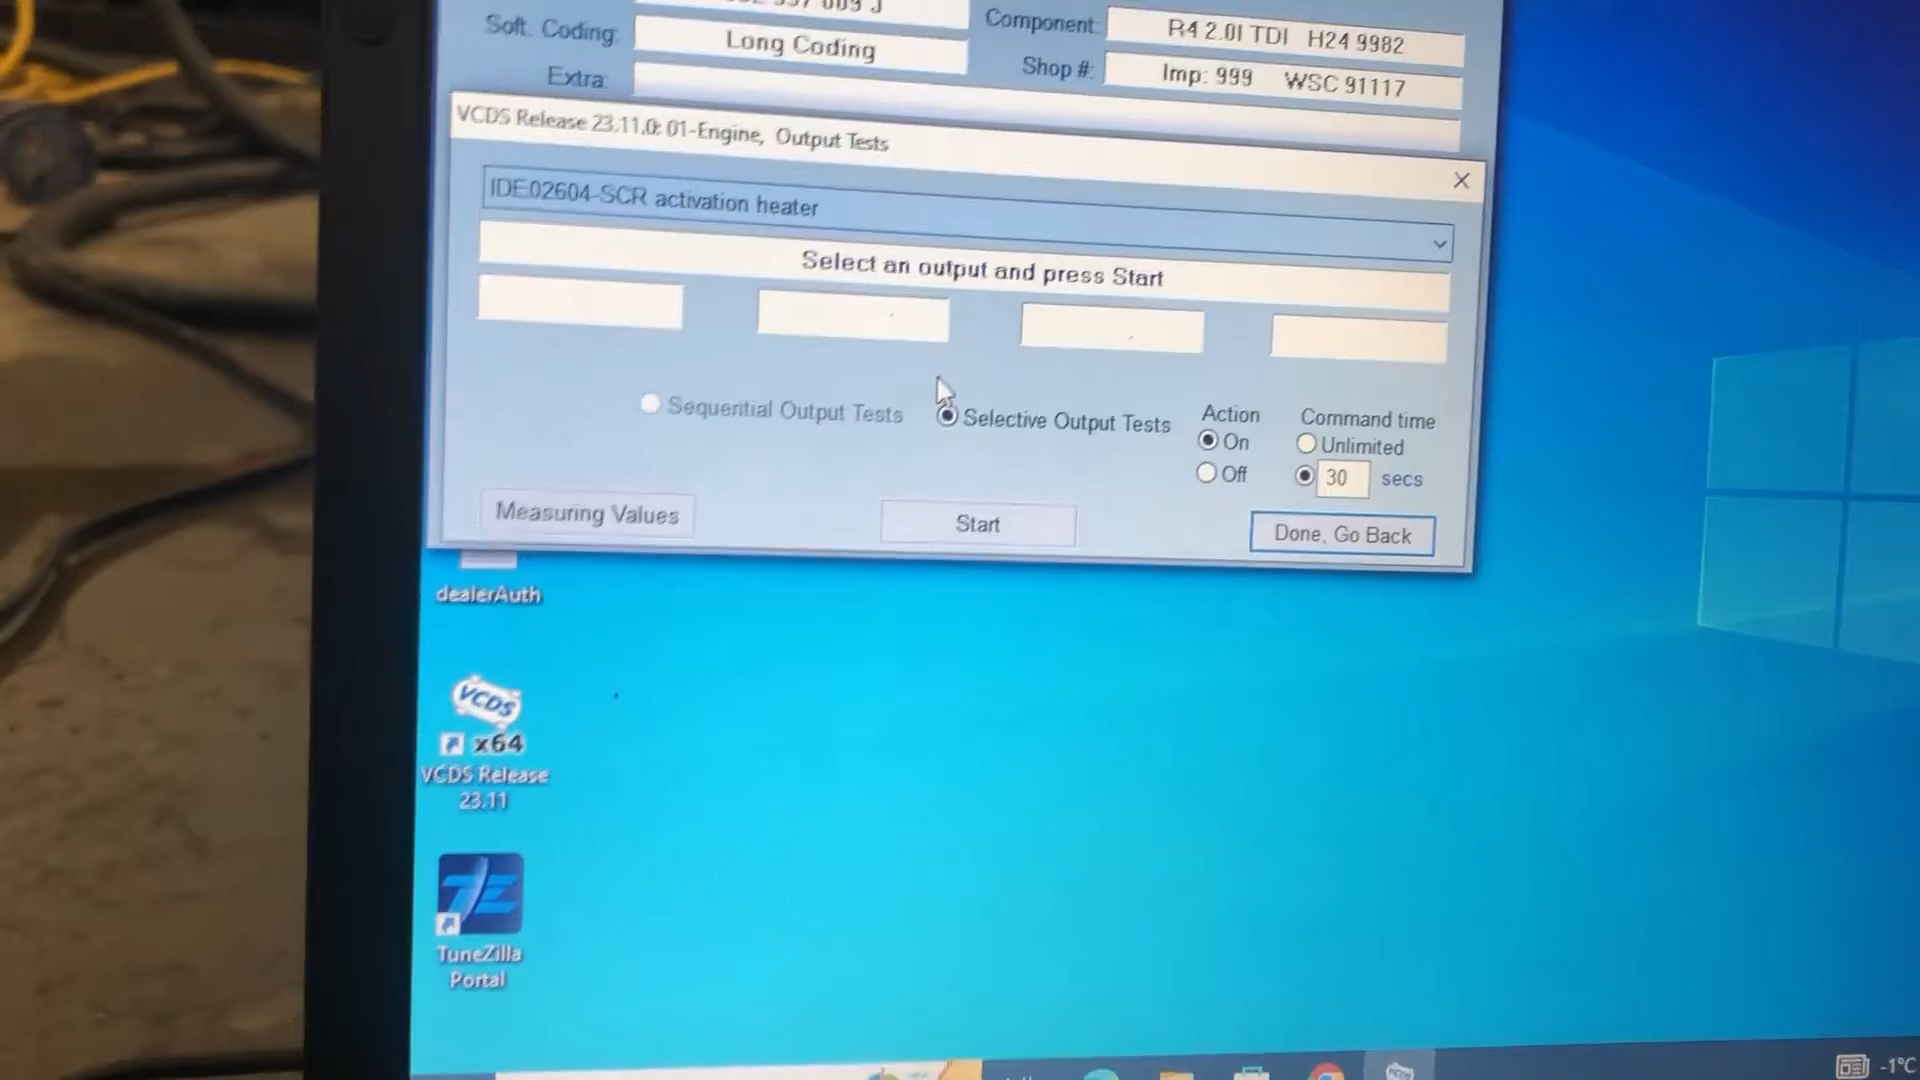 Soft. Coding:
Long Coding
Component:
R4 2.0l TDI H24 9982
Extra:
Shop #:
Imp: 999 WSC 91117
VCDS Release 23.11.0: 01-Engine, Output Tests
IDE02604-SCR activation heater
Select an output and press Start
Sequential Output Tests
Selective Output Tests
Action
On
Off
Command time
Unlimited
30 secs
Measuring Values
Start
Done, Go Back
dealerAuth
VCDS
x64
VCDS Release
23.11
TuneZilla
Portal
-1°C